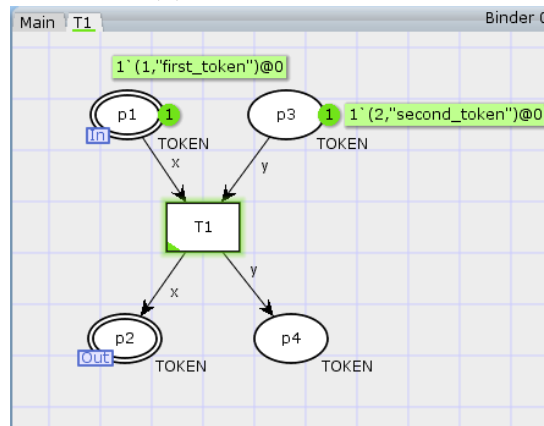 Main T1 Binder 0
1`(1,"first_token")@0
p1 1 p3 1 1`(2,"second_token")@0
In TOKEN TOKEN
x y
T1
x y
p2 p4
Out TOKEN TOKEN